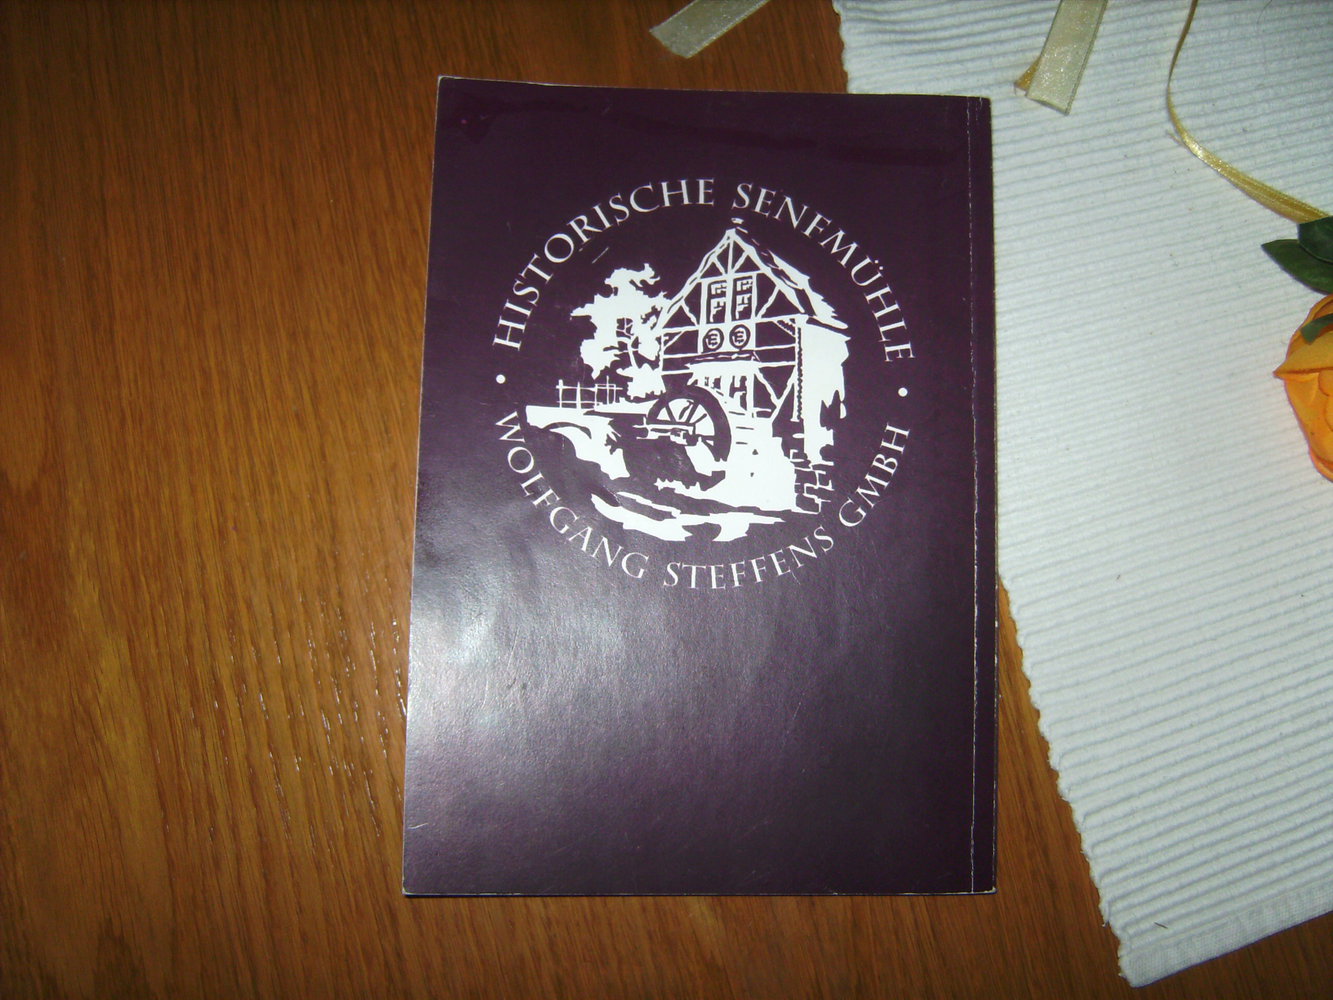 HISTORISCHE SENFMÜHLE
WOLFGANG STEFFENS GMBH